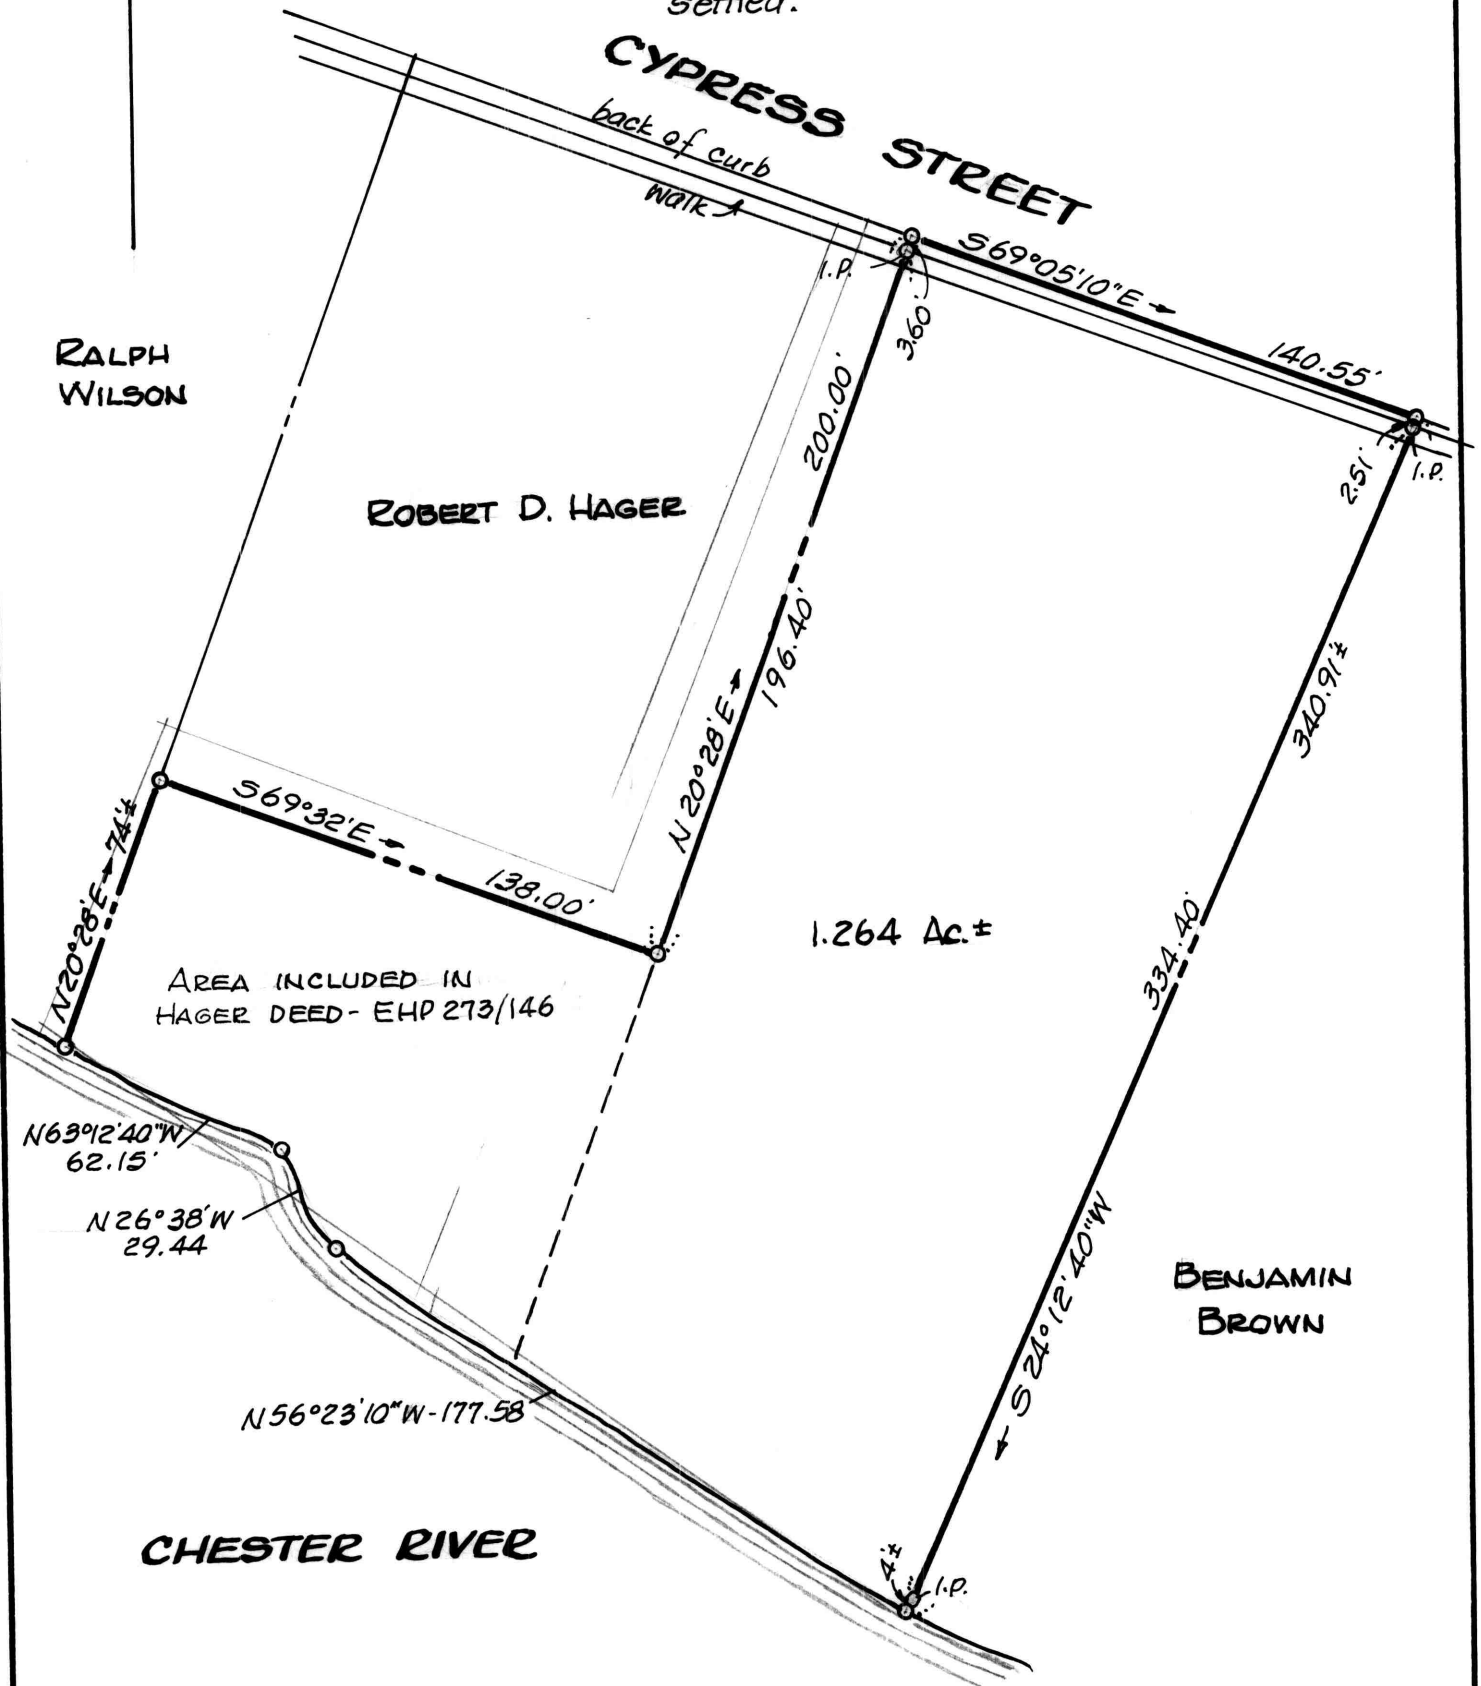 CYPRESS STREET
back of curb
walk
I.P.
S69°05'10"E
140.55'
3.60'
2.51'
I.P.
RALPH
WILSON
200.00'
ROBERT D. HAGER
196.40'
N20°28'E
340.91'±
S69°32'E
138.00'
N20°28'E
74'±
334.40'
1.264 Ac.±
AREA INCLUDED IN
HAGER DEED- EHP 273/146
N63°12'40"W
62.15'
N26°38'W
29.44
S24°12'40"W
BENJAMIN
BROWN
N56°23'10"W-177.58'
CHESTER RIVER
4'±
I.P.